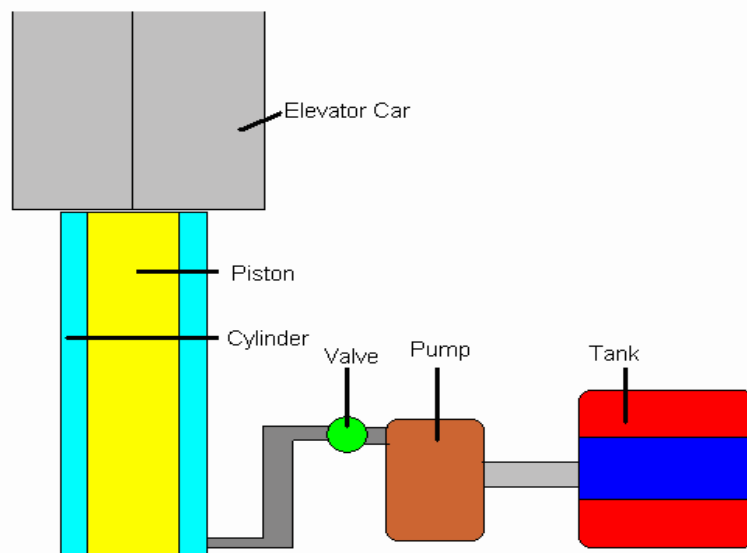 Elevator Car
Piston
Cylinder
Valve
Pump
Tank